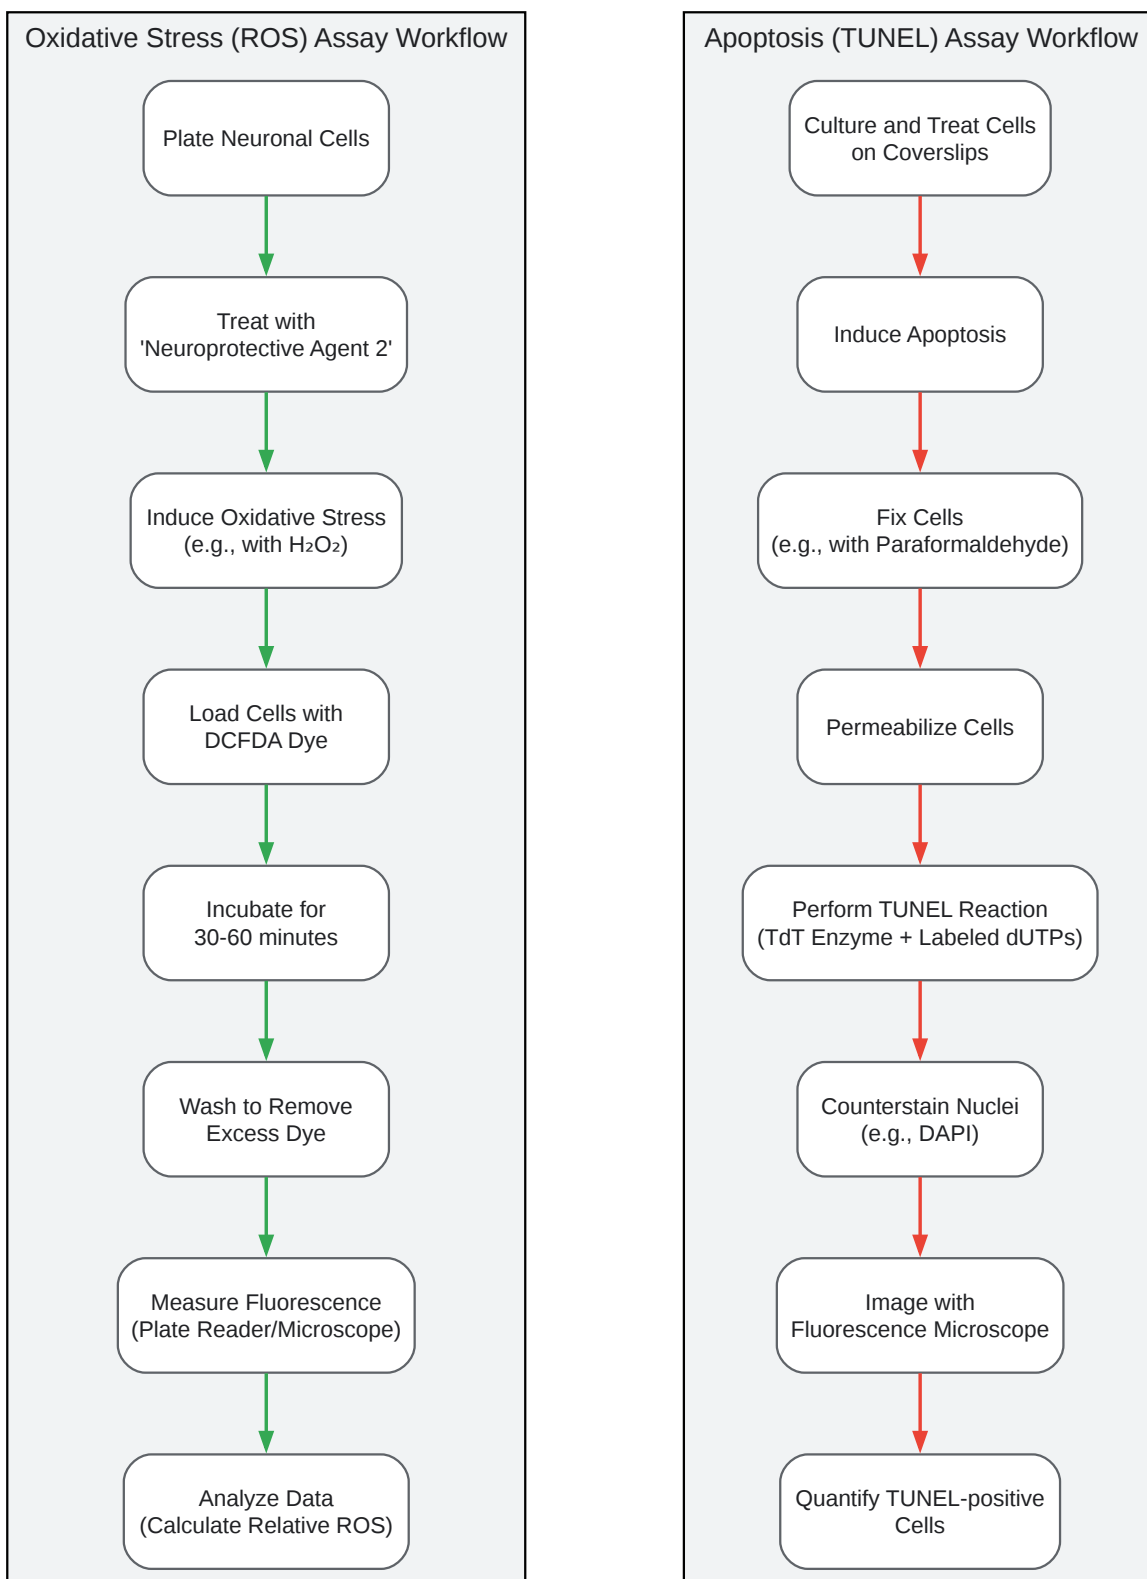 Oxidative Stress (ROS) Assay Workflow
Plate Neuronal Cells
Treat with
'Neuroprotective Agent 2'
Induce Oxidative Stress
(e.g., with H₂O₂)
Load Cells with
DCFDA Dye
Incubate for
30-60 minutes
Wash to Remove
Excess Dye
Measure Fluorescence
(Plate Reader/Microscope)
Analyze Data
(Calculate Relative ROS)
Apoptosis (TUNEL) Assay Workflow
Culture and Treat Cells
on Coverslips
Induce Apoptosis
Fix Cells
(e.g., with Paraformaldehyde)
Permeabilize Cells
Perform TUNEL Reaction
(TdT Enzyme + Labeled dUTPs)
Counterstain Nuclei
(e.g., DAPI)
Image with
Fluorescence Microscope
Quantify TUNEL-positive
Cells